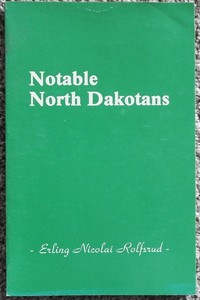 Notable
North Dakotans
- Erling Nicolai Rolfsrud -